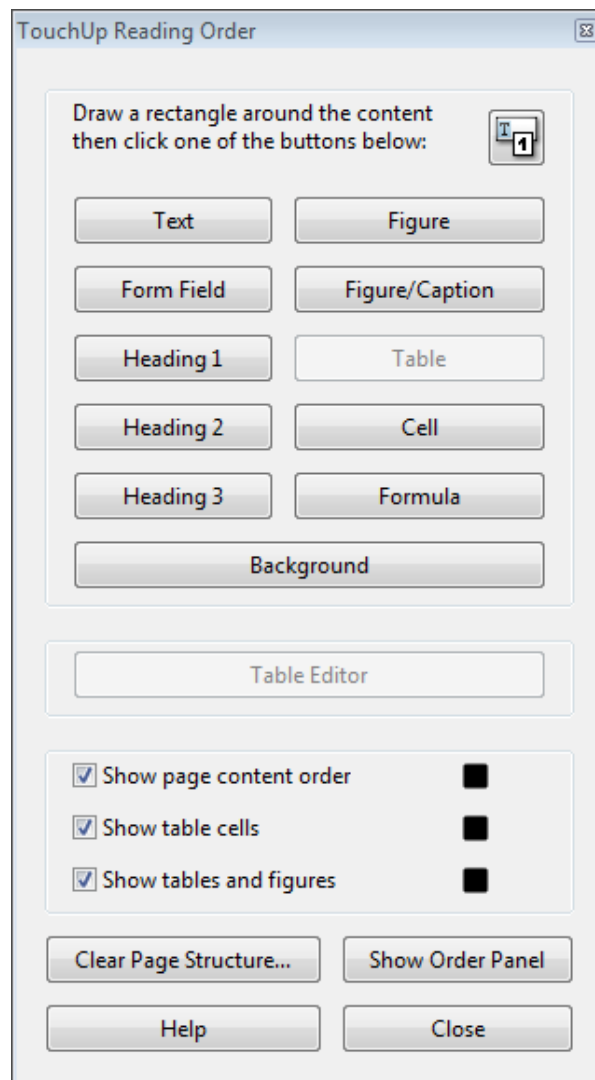 TouchUp Reading Order
Draw a rectangle around the content
then click one of the buttons below:
T
1
Text
Figure
Form Field
Figure/Caption
Heading 1
Table
Heading 2
Cell
Heading 3
Formula
Background
Table Editor
Show page content order
Show table cells
Show tables and figures
Clear Page Structure...
Show Order Panel
Help
Close